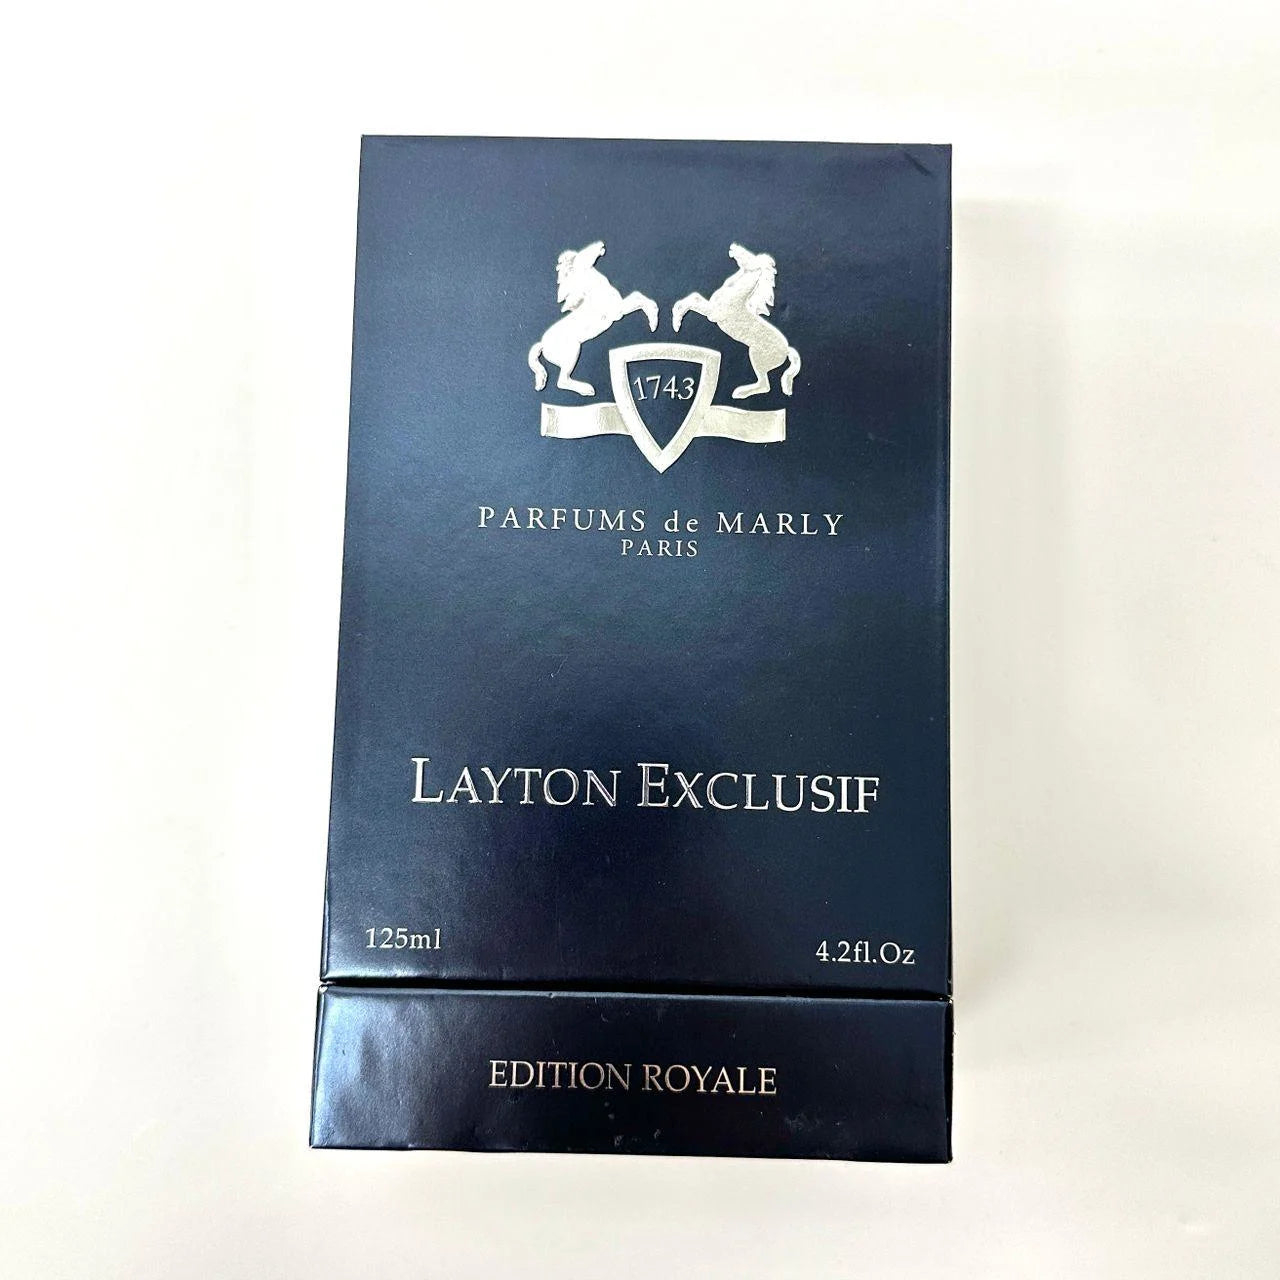 1743
PARFUMS de MARLY
PARIS
LAYTON EXCLUSIF
125ml
4.2fl.Oz
EDITION ROYALE